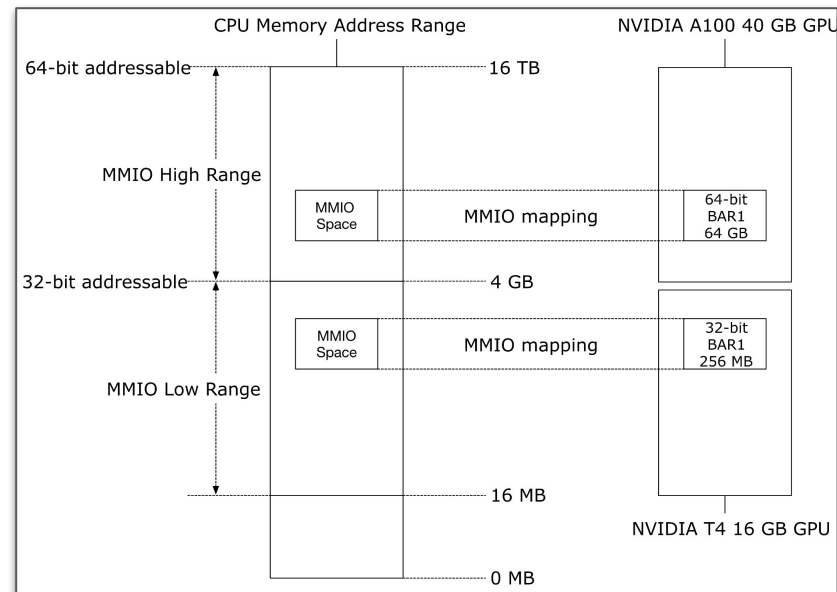 CPU Memory Address Range
NVIDIA A100 40 GB GPU
64-bit addressable
16 TB
MMIO High Range
MMIO
Space
MMIO mapping
64-bit
BAR1
64 GB
32-bit addressable
4 GB
MMIO
Space
MMIO mapping
32-bit
BAR1
256 MB
MMIO Low Range
16 MB
NVIDIA T4 16 GB GPU
0 MB